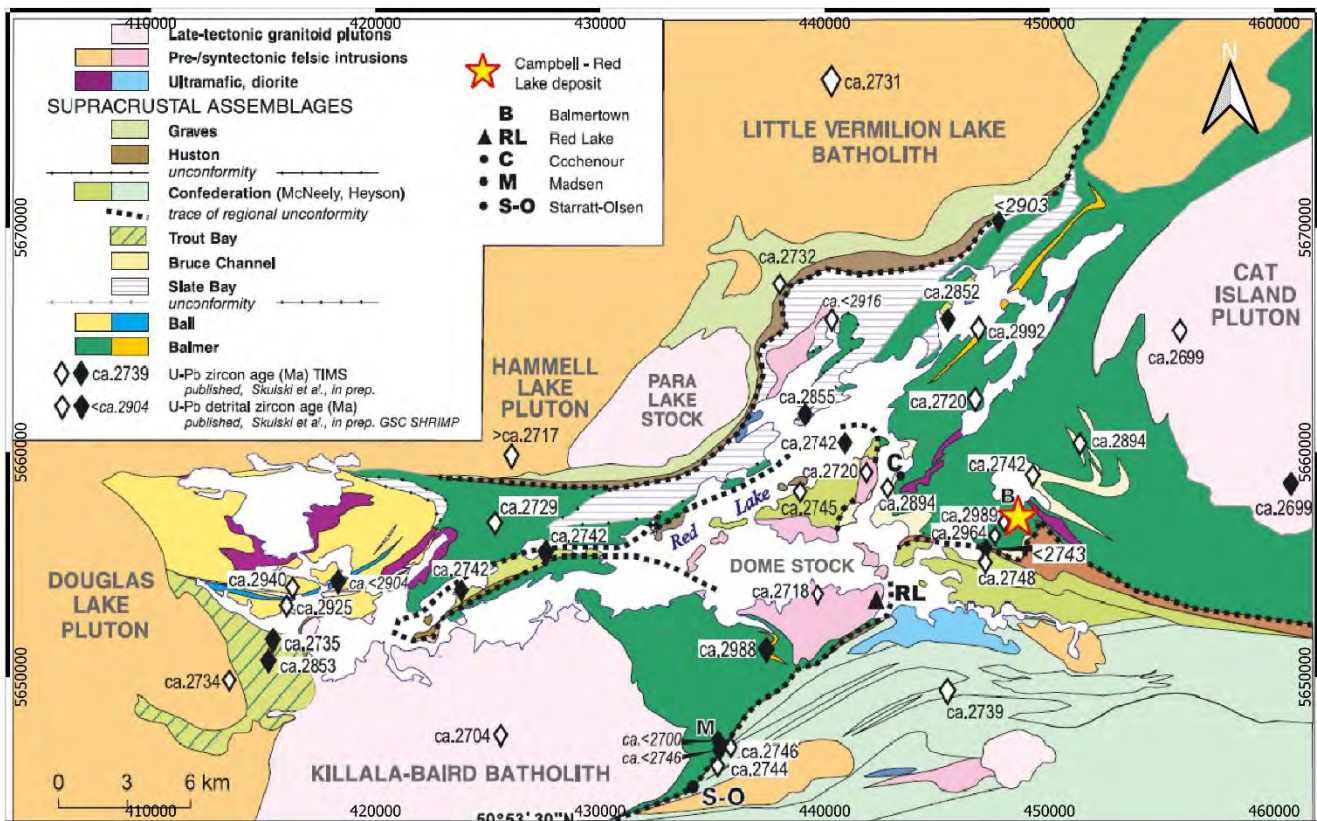 410000 420000 430000 440000 450000 460000
Late-tectonic granitoid plutons
Pre-/syntectonic felsic intrusions
Ultramafic, diorite
SUPRACRUSTAL ASSEMBLAGES
Graves
Huston
unconformity
Confederation (McNeely, Heyson)
trace of regional unconformity
Trout Bay
Bruce Channel
Slate Bay
unconformity
Ball
Balmer
ca.2739 U-Pb zircon age (Ma) TIMS
published, Skulski et al., in prep.
<ca.2904 U-Pb detrital zircon age (Ma)
published, Skulski et al., in prep. GSC SHRIMP
Campbell - Red
Lake deposit
B Balmertown
RL Red Lake
C Cochenour
M Madsen
S-O Starratt-Olsen
N
ca.2731
LITTLE VERMILION LAKE
BATHOLITH
5670000
<2903
5670000
ca.2732
ca.<2916
ca.2852
ca.2992
CAT
ISLAND
PLUTON
ca.2699
HAMMELL
LAKE
PLUTON
>ca.2717
PARA
LAKE
STOCK
ca.2855
ca.2720
ca.2742
ca.2894
5660000
5660000
ca.2742
ca.2720
C
ca.2745
ca.2894
B
ca.2989
ca.2964
<2743
ca.2748
ca.2699
ca.2729
ca.2742
Red Lake
DOME STOCK
ca.2718
RL
DOUGLAS
LAKE
PLUTON
ca.2940
ca.<2904
ca.2742
ca.2925
ca.2735
ca.2853
ca.2734
5650000
ca.2988
5650000
ca.2739
ca.2704
M
ca.<2700
ca.<2746
ca.2746
ca.2744
KILLALA-BAIRD BATHOLITH
S-O
0 3 6 km
50°53'30"N
410000 420000 430000 440000 450000 460000